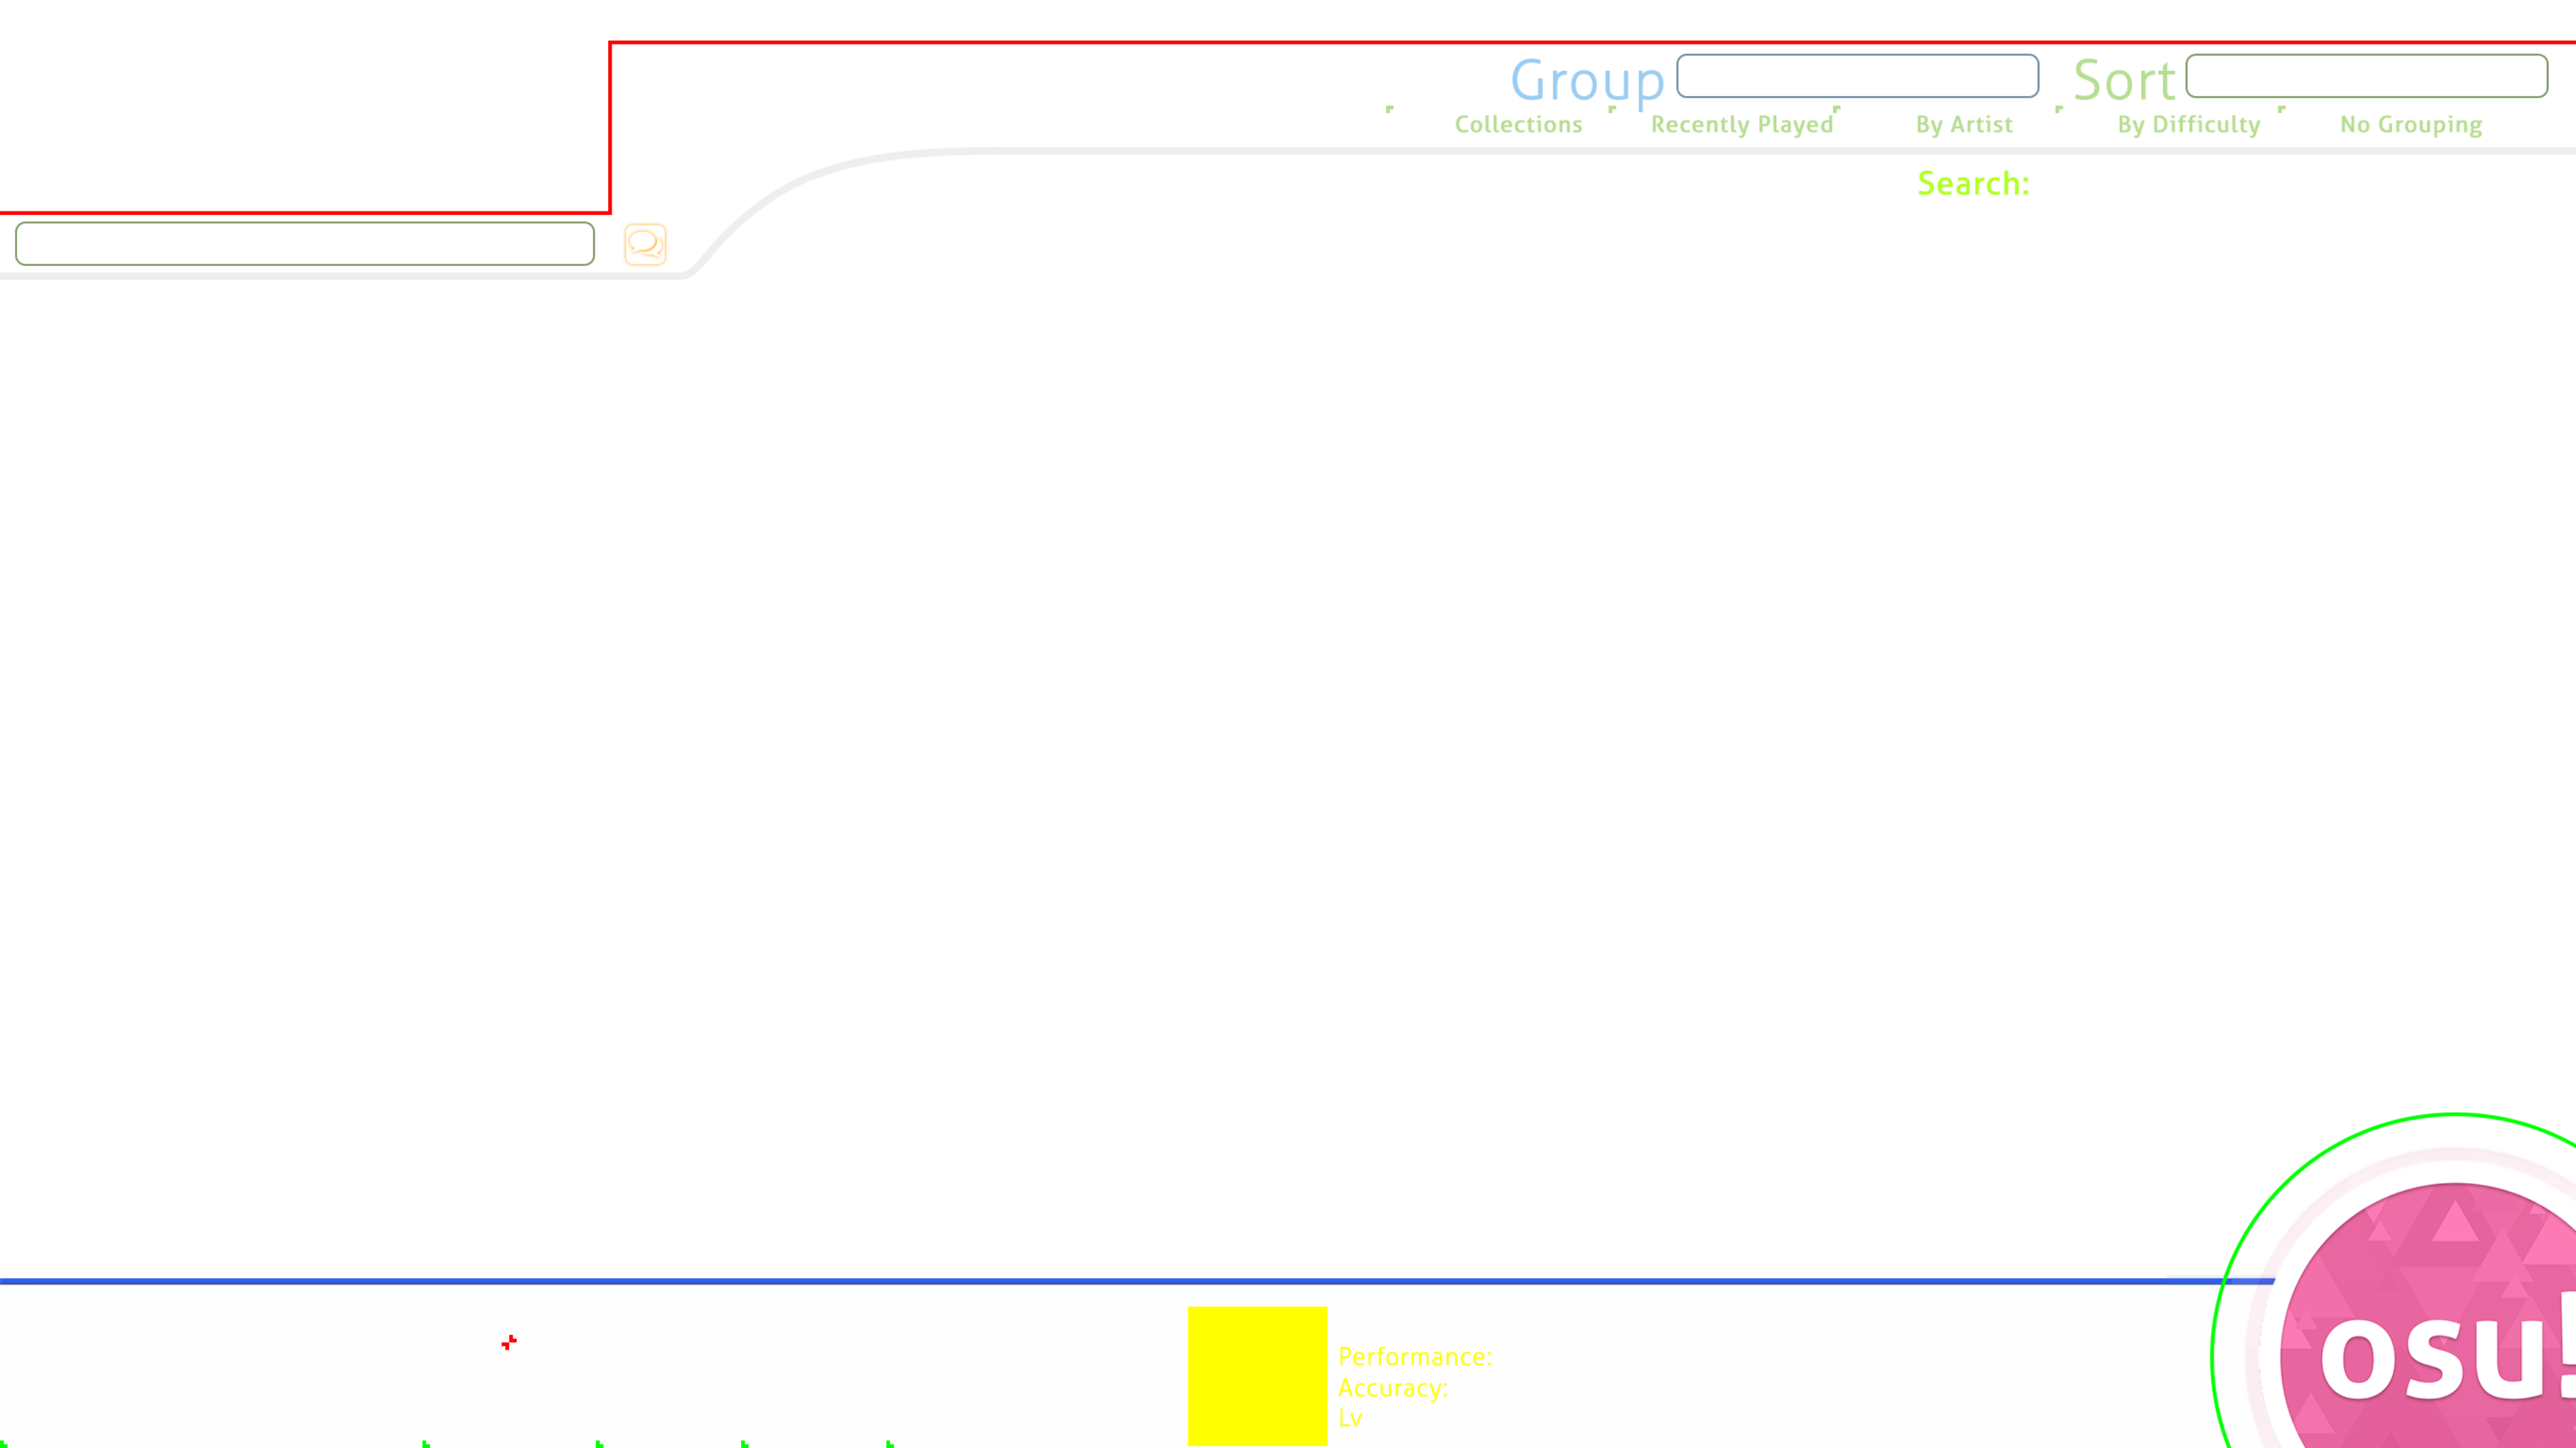 Group Sort
Collections Recently Played By Artist By Difficulty No Grouping
Search:
Performance:
Accuracy:
Lv
osu!